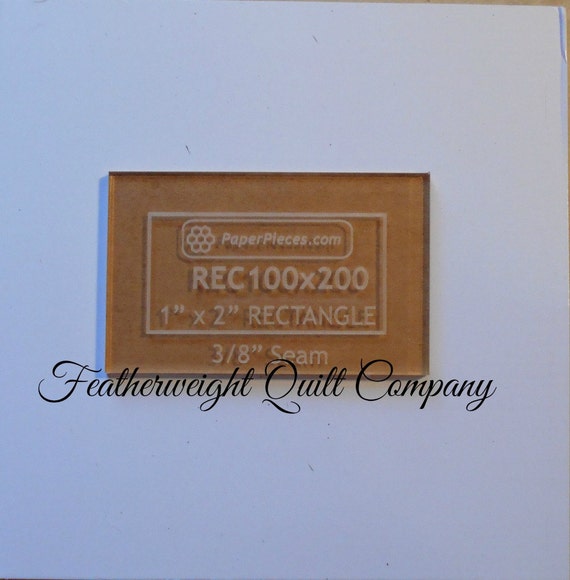 PaperPieces.com
REC100x200
1” x 2” RECTANGLE
3/8” Seam
Featherweight Quilt Company